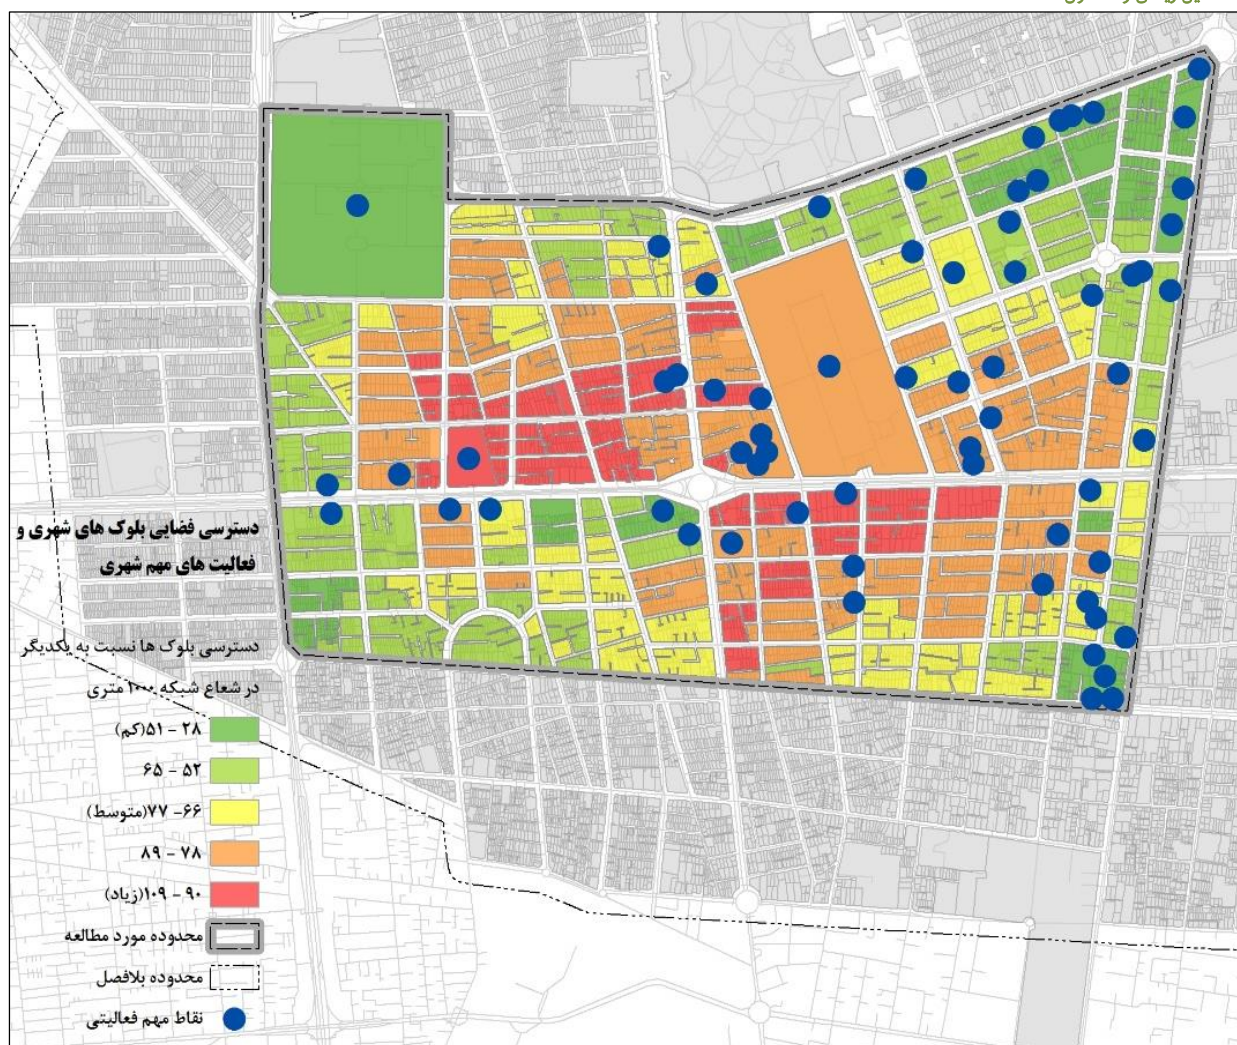 دسترسی فضایی بلوک های شهری و
فعالیت های مهم شهری
دسترسی بلوک ها نسبت به یکدیگر
در شعاع شبکه ۱۰۰۰ متری
۲۸ - ۵۱(کم)
۵۲ - ۶۵
۶۶- ۷۷(متوسط)
۷۸ - ۸۹
۹۰ - ۱۰۹(زیاد)
محدوده مورد مطالعه
محدوده بلافصل
نقاط مهم فعالیتی